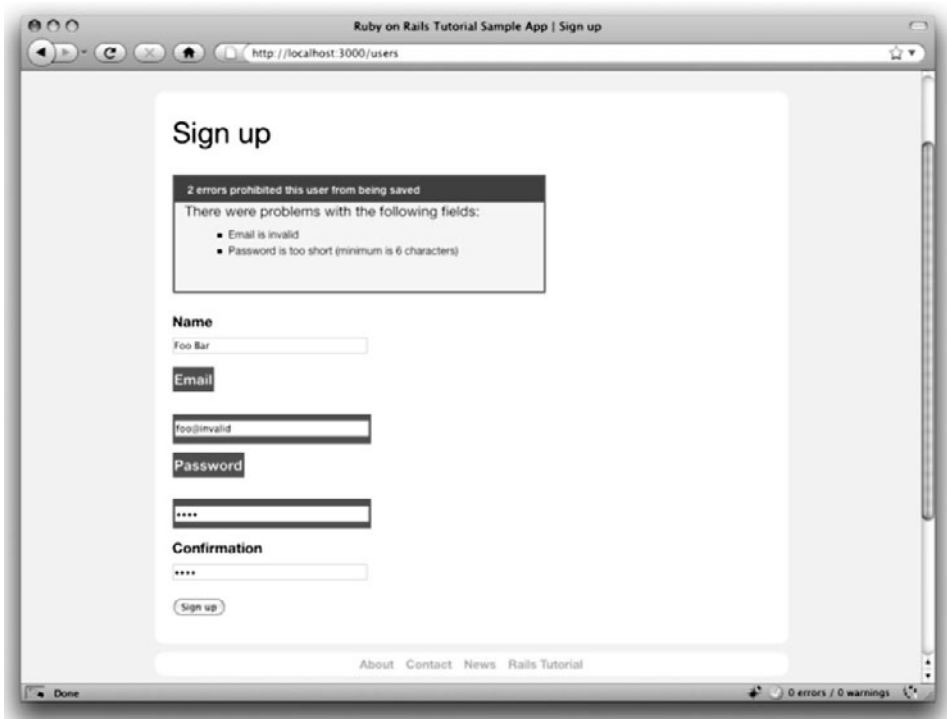 Ruby on Rails Tutorial Sample App | Sign up
http://localhost:3000/users
Sign up
2 errors prohibited this user from being saved
There were problems with the following fields:
Email is invalid
Password is too short (minimum is 6 characters)
Name
Foo Bar
Email
foo@invalid
Password
Confirmation
Sign up
About Contact News Rails Tutorial
Done
0 errors / 0 warnings